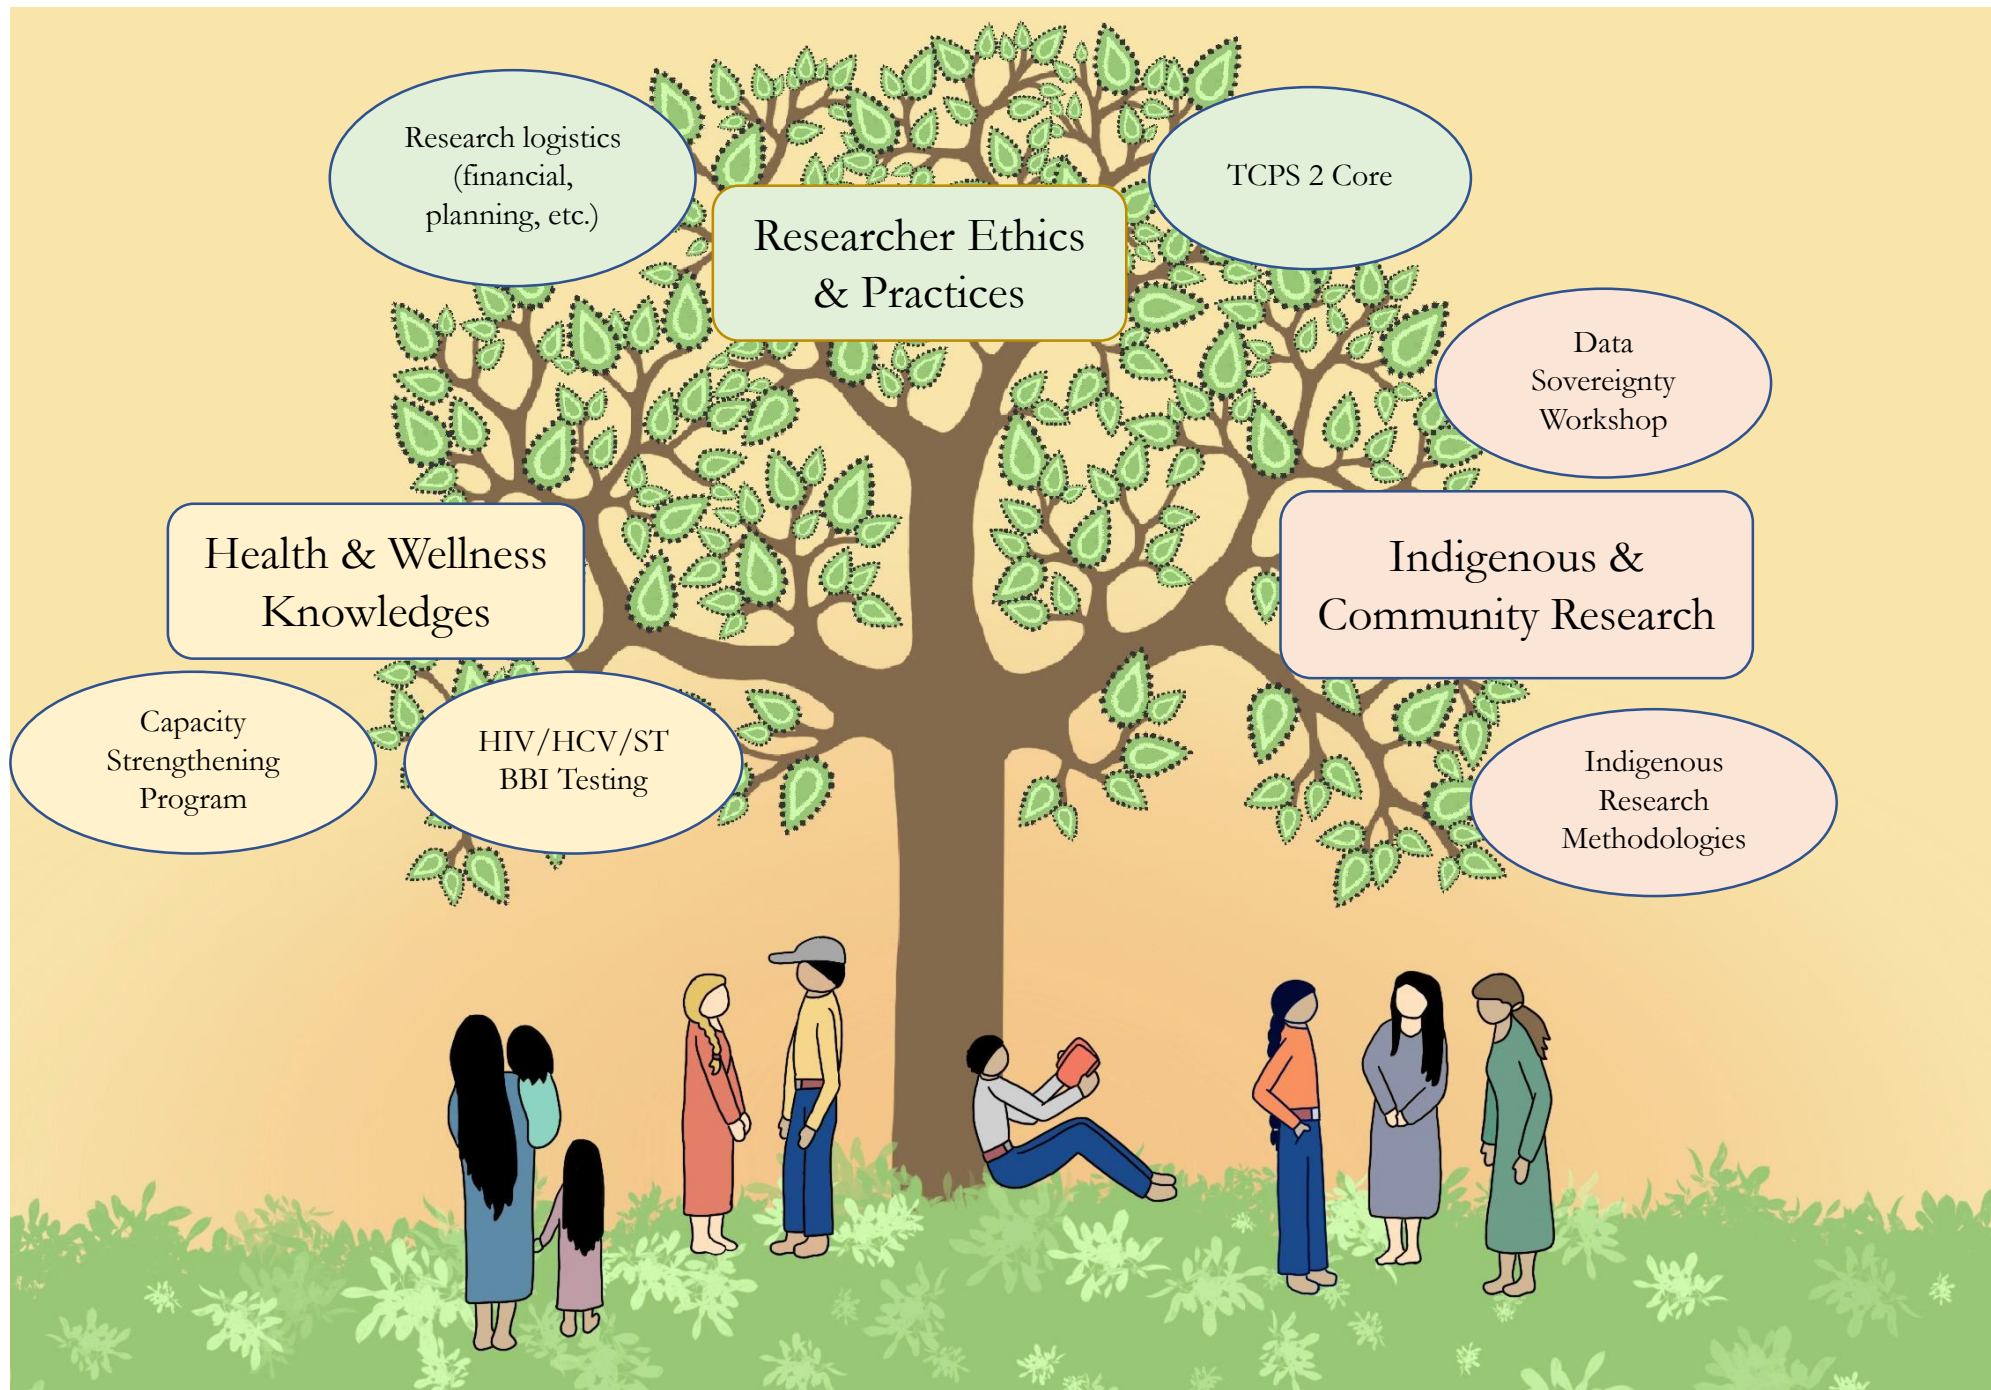 Research logistics
(financial,
planning, etc.)
TCPS 2 Core
Researcher Ethics
& Practices
Data
Sovereignty
Workshop
Health & Wellness
Knowledges
Indigenous &
Community Research
Capacity
Strengthening
Program
HIV/HCV/ST
BBI Testing
Indigenous
Research
Methodologies